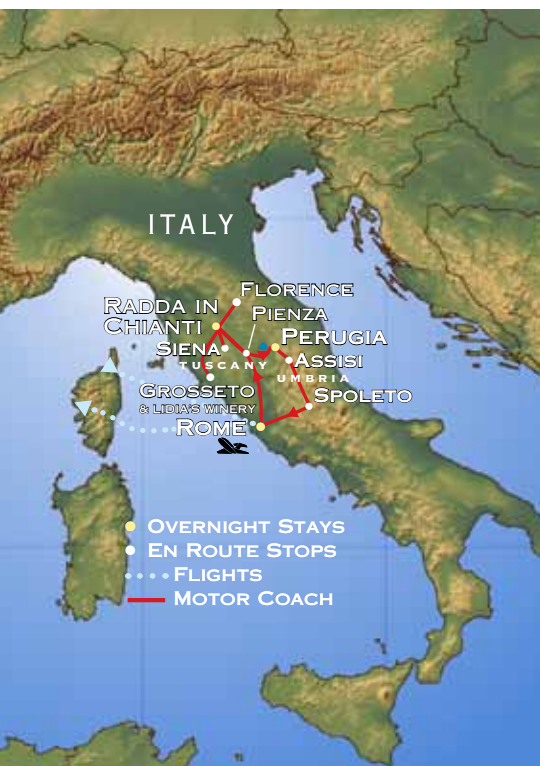 ITALY
FLORENCE
RADDA IN
CHIANTI
PIENZA
PERUGIA
SIENA
ASSISI
TUSCANY
UMBRIA
GROSSETO
& LIDIA'S WINERY
SPOLETO
ROME
OVERNIGHT STAYS
EN ROUTE STOPS
FLIGHTS
MOTOR COACH